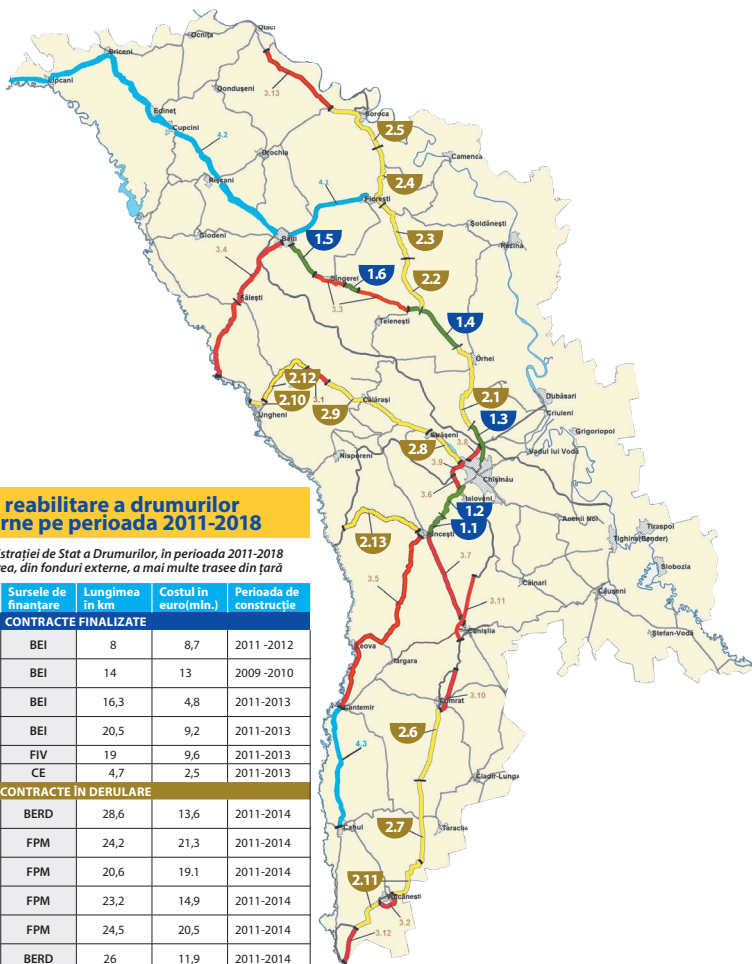 Otaci
Ocnița
Briceni
Lipcani
3.13
Dondușeni
Edineț
Soroca
2.5
Cupcini
4.2
Drochia
Camenca
Rîșcani
4.1
2.4
Florești
Șoldănești
Glodeni
Bălți
1.5
2.3
Rezina
3.4
Sîngerei
1.6
2.2
Fălești
3.3
Telenești
1.4
Orhei
2.12
2.10
3.1
2.9
Călărași
2.1
Dubăsari
Ungheni
1.3
Criuleni
Strășeni
3.8
Grigoriopol
2.8
Vadul lui Vodă
Nisporeni
3.9
Chișinău
3.6
Ialoveni
1.2
Anenii Noi
1.1
Tiraspol
2.13
Tighina(Bender)
3.7
Slobozia
3.5
Căinari
Căușeni
3.11
Cimișlia
Ștefan-Vodă
Leova
Iargara
3.10
Cantemir
Comrat
2.6
4.3
Ciadîr-Lunga
Cahul
2.7
Taraclia
2.11
Vulcănești
3.2
3.12
reabilitare a drumurilor
rne pe perioada 2011-2018
istrației de Stat a Drumurilor, în perioada 2011-2018
rea, din fonduri externe, a mai multe trasee din țară
Sursele de finanțare Lungimea în km Costul în euro(mln.) Perioada de construcție
CONTRACTE FINALIZATE
BEI 8 8,7 2011 -2012
BEI 14 13 2009 -2010
BEI 16,3 4,8 2011-2013
BEI 20,5 9,2 2011-2013
FIV 19 9,6 2011-2013
CE 4,7 2,5 2011-2013
CONTRACTE ÎN DERULARE
BERD 28,6 13,6 2011-2014
FPM 24,2 21,3 2011-2014
FPM 20,6 19.1 2011-2014
FPM 23,2 14,9 2011-2014
FPM 24,5 20,5 2011-2014
BERD 26 11,9 2011-2014